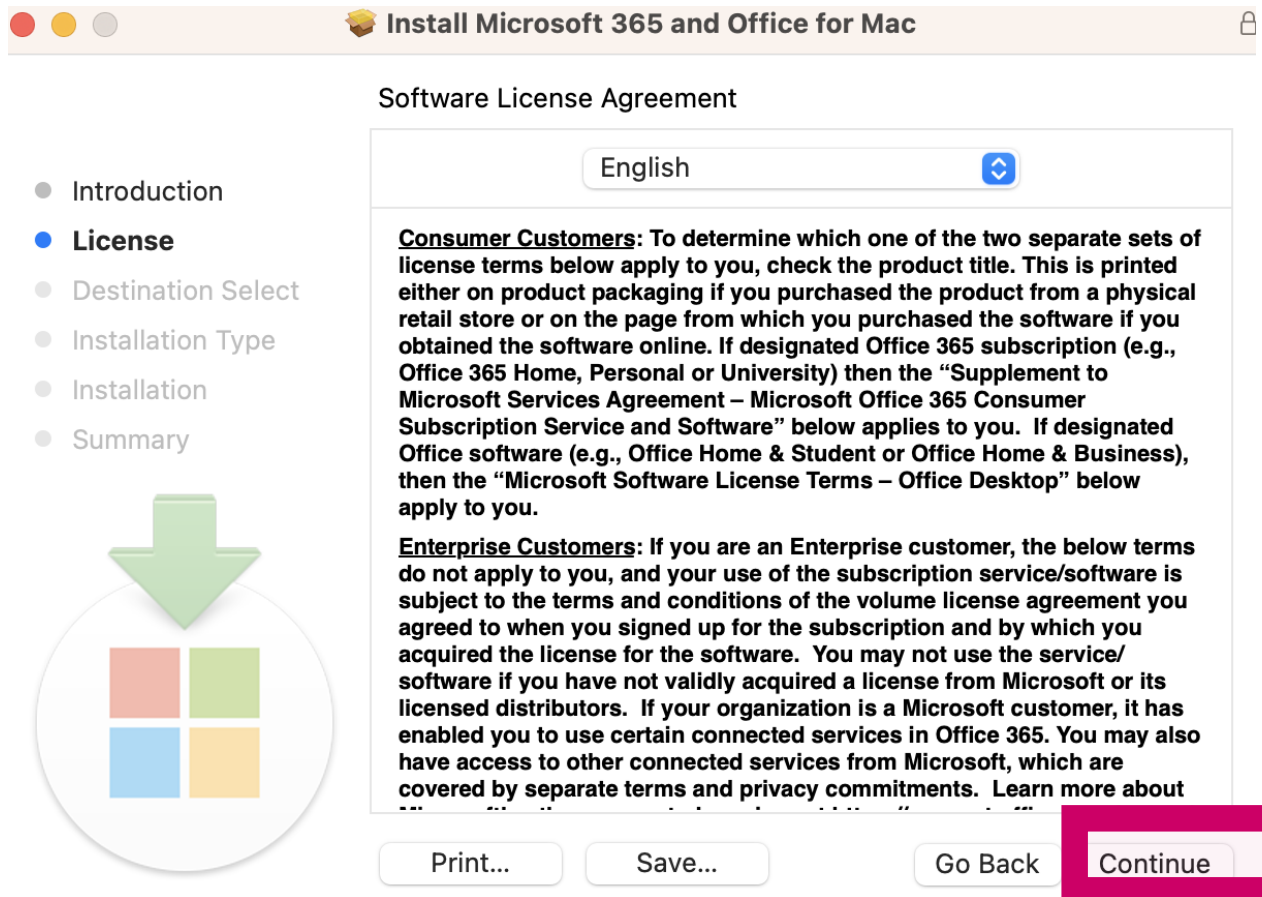 Install Microsoft 365 and Office for Mac
Software License Agreement
English
Introduction
License
Destination Select
Installation Type
Installation
Summary
Consumer Customers: To determine which one of the two separate sets of
license terms below apply to you, check the product title. This is printed
either on product packaging if you purchased the product from a physical
retail store or on the page from which you purchased the software if you
obtained the software online. If designated Office 365 subscription (e.g.,
Office 365 Home, Personal or University) then the “Supplement to
Microsoft Services Agreement – Microsoft Office 365 Consumer
Subscription Service and Software” below applies to you.  If designated
Office software (e.g., Office Home & Student or Office Home & Business),
then the “Microsoft Software License Terms – Office Desktop” below
apply to you.
Enterprise Customers: If you are an Enterprise customer, the below terms
do not apply to you, and your use of the subscription service/software is
subject to the terms and conditions of the volume license agreement you
agreed to when you signed up for the subscription and by which you
acquired the license for the software.  You may not use the service/
software if you have not validly acquired a license from Microsoft or its
licensed distributors.  If your organization is a Microsoft customer, it has
enabled you to use certain connected services in Office 365. You may also
have access to other connected services from Microsoft, which are
covered by separate terms and privacy commitments.  Learn more about
Print...
Save...
Go Back
Continue